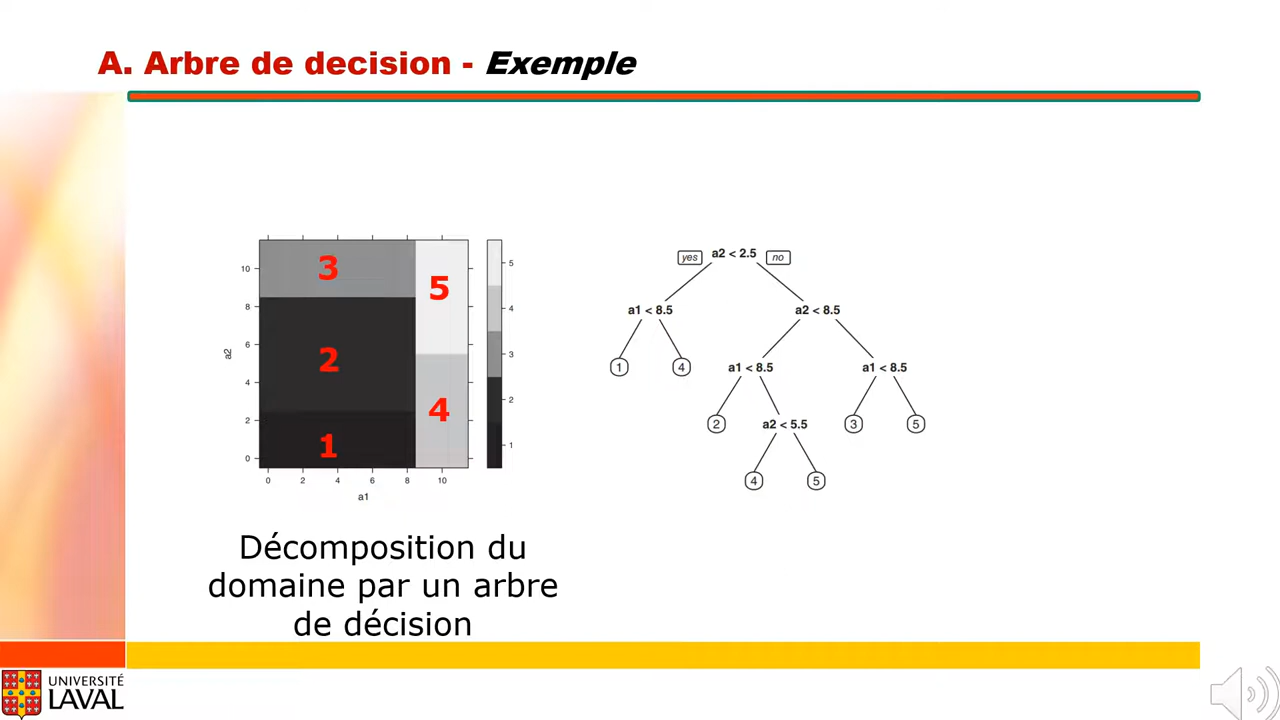 A. Arbre de decision - Exemple
3
5
2
4
1
10
8
6
4
2
0
a2
0 2 4 6 8 10
a1
5
4
3
2
1
yes a2 < 2.5 no
a1 < 8.5 a2 < 8.5
1 4 a1 < 8.5 a1 < 8.5
2 a2 < 5.5 3 5
4 5
Décomposition du
domaine par un arbre
de décision
UNIVERSITÉ
LAVAL